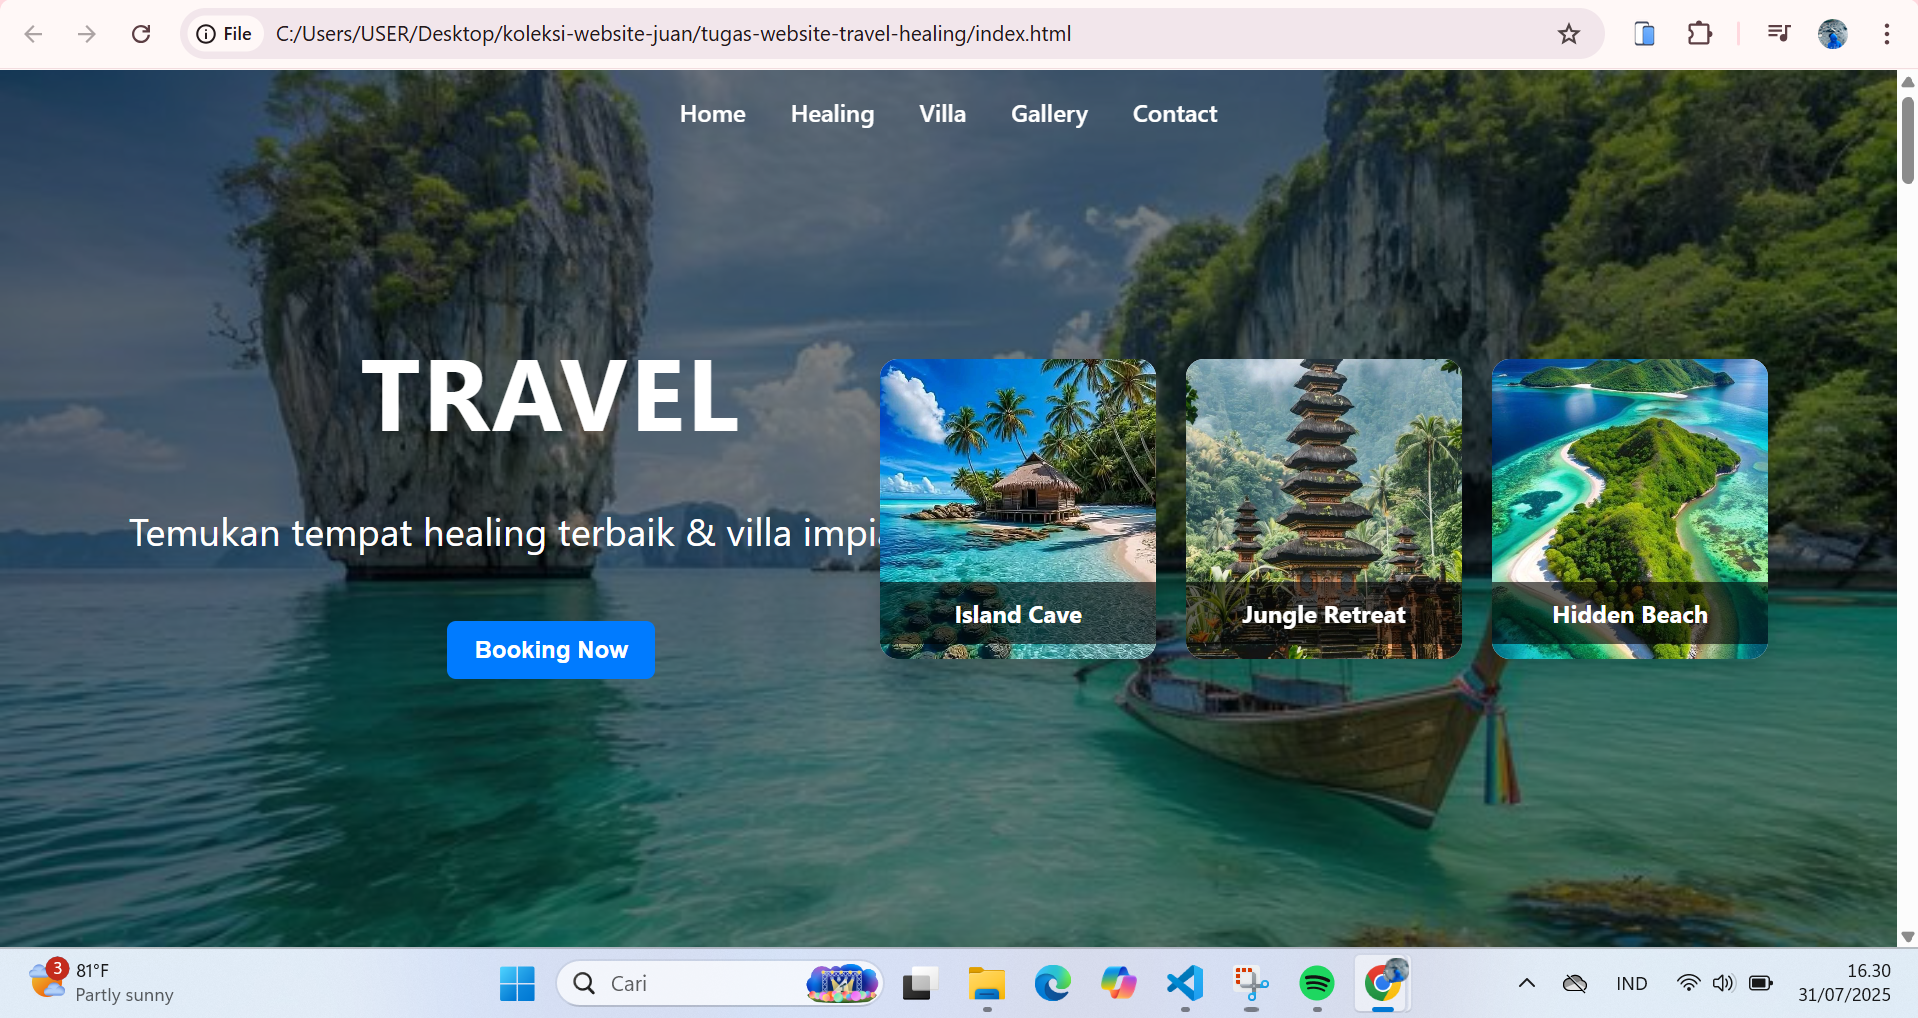 File
C:/Users/USER/Desktop/koleksi-website-juan/tugas-website-travel-healing/index.html
Home Healing Villa Gallery Contact
TRAVEL
Temukan tempat healing terbaik & villa impi
Booking Now
Island Cave
Jungle Retreat
Hidden Beach
3
81°F
Partly sunny
Cari
IND
16.30
31/07/2025